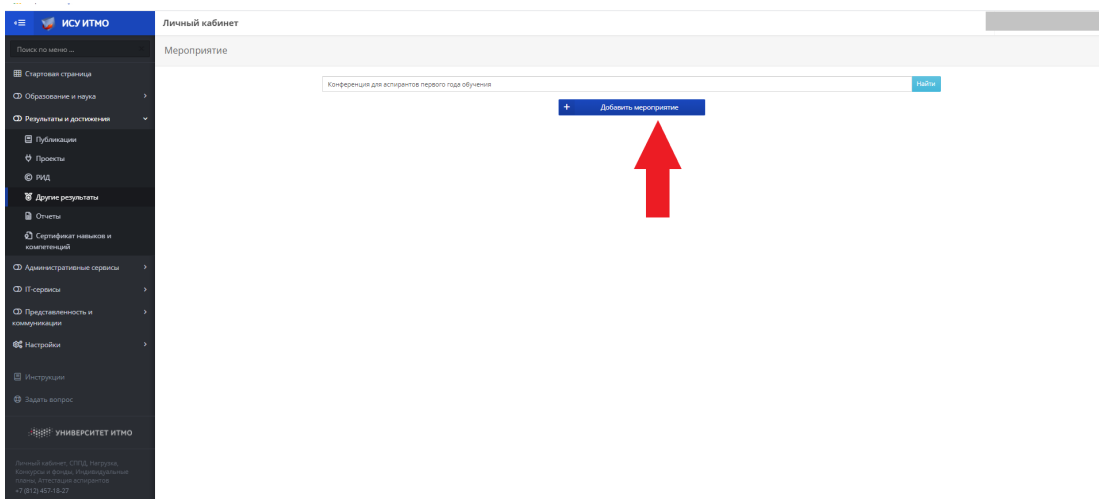 ИСУ ИТМО
Личный кабинет
Поиск по меню ...
Мероприятие
Стартовая страница
Образование и наука
Результаты и достижения
Публикации
Проекты
РИД
Другие результаты
Отчеты
Сертификат навыков и
компетенций
Административные сервисы
IT-сервисы
Представленность и
коммуникации
Настройки
Инструкции
Задать вопрос
УНИВЕРСИТЕТ ИТМО
Личный кабинет, СППД, Нагрузка,
Конкурсы и фонды, Индивидуальные
планы, Аттестация аспирантов
+7 (812) 457-18-27
Конференция для аспирантов первого года обучения
Найти
+ Добавить мероприятие